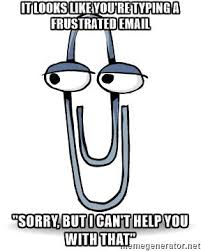 IT LOOKS LIKE YOU'RE TYPING A
FRUSTRATED EMAIL
"SORRY, BUT I CAN'T HELP YOU
WITH THAT"
memegenerator.net